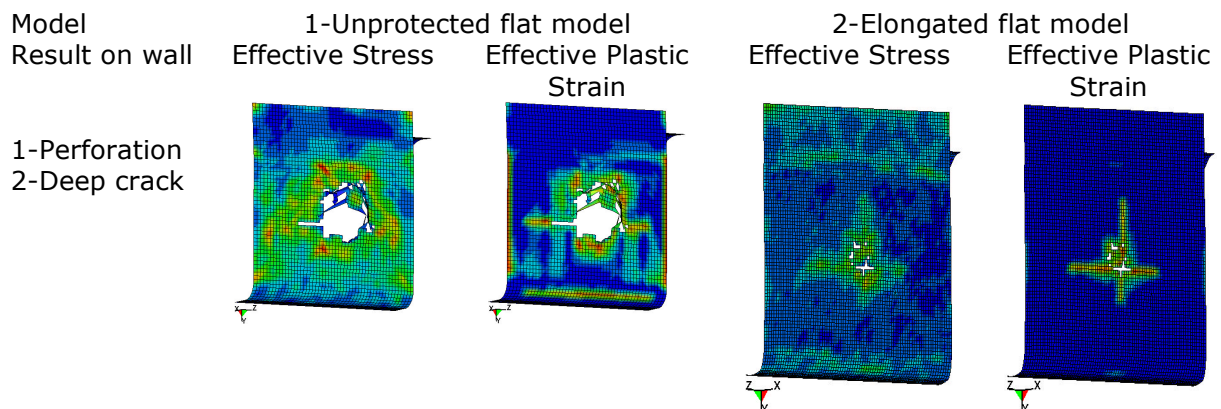 Model 1-Unprotected flat model 2-Elongated flat model
Result on wall Effective Stress Effective Plastic Strain Effective Stress Effective Plastic Strain
1-Perforation
2-Deep crack
X Z
Y
X Z
Y
Z X
Y
Z X
Y